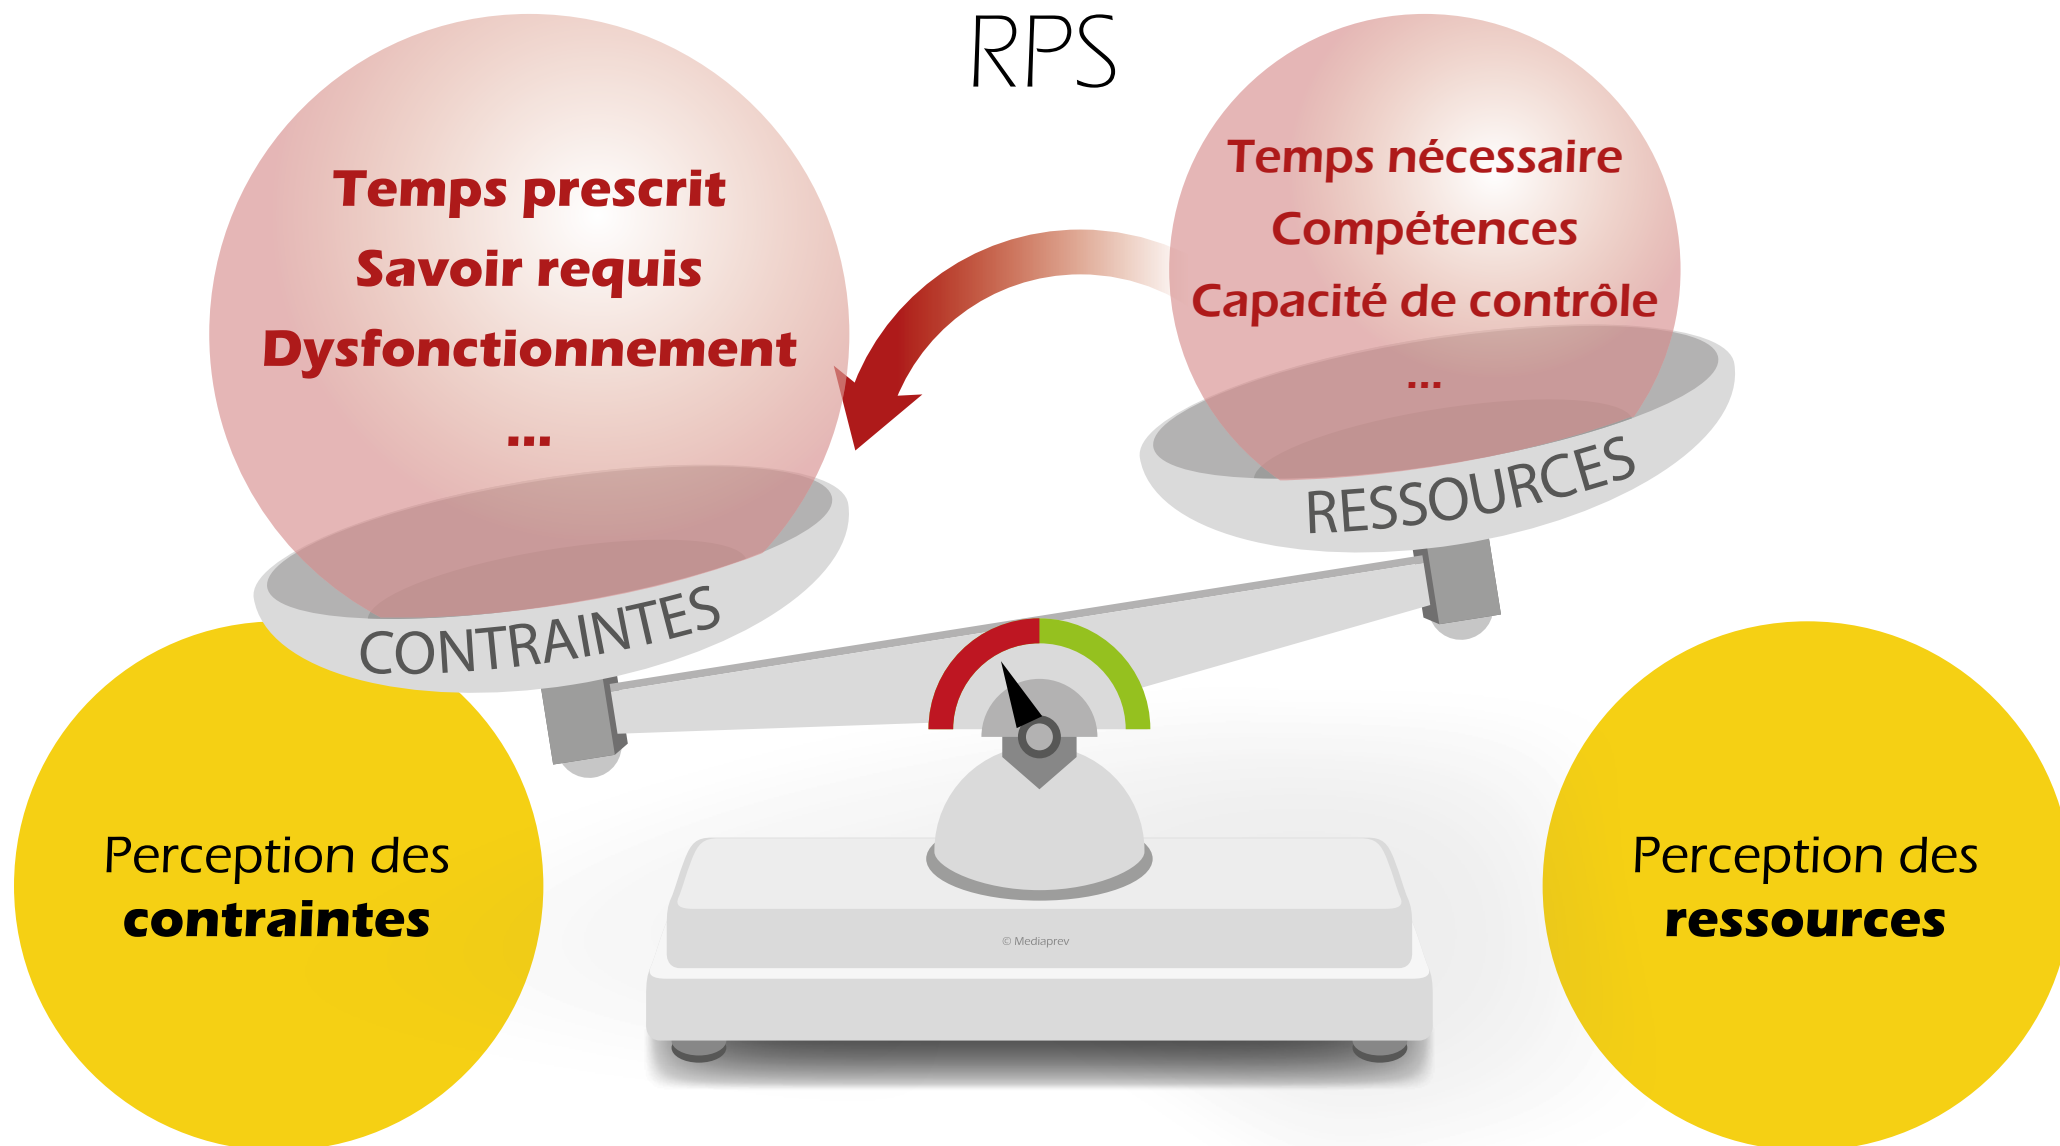 RPS
Temps prescrit
Savoir requis
Dysfonctionnement
...
CONTRAINTES
Temps nécessaire
Compétences
Capacité de contrôle
...
RESSOURCES
Perception des
contraintes
© Mediaprev
Perception des
ressources